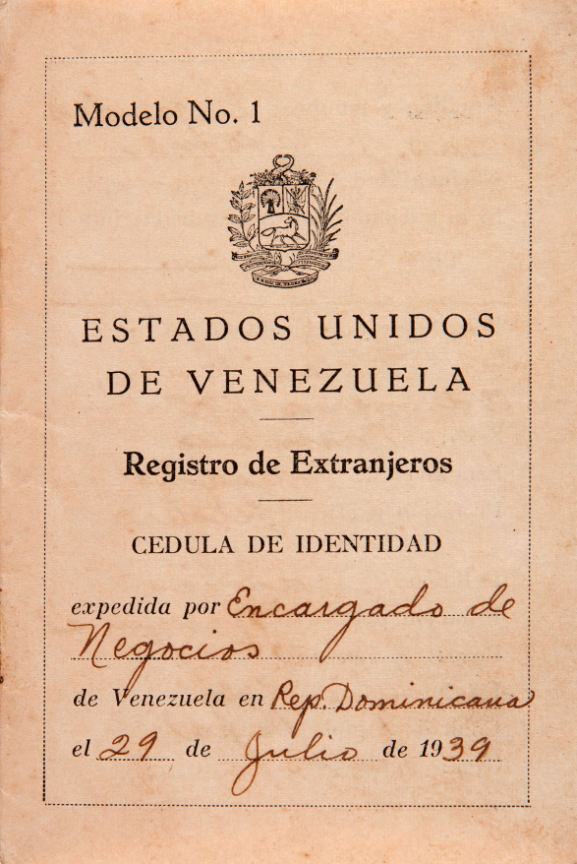 Modelo No. 1
ESTADOS UNIDOS
DE VENEZUELA
Registro de Extranjeros
CEDULA DE IDENTIDAD
expedida por Encargado de
Negocios
de Venezuela en Rep. Dominicana
el 29 de Julio de 1939